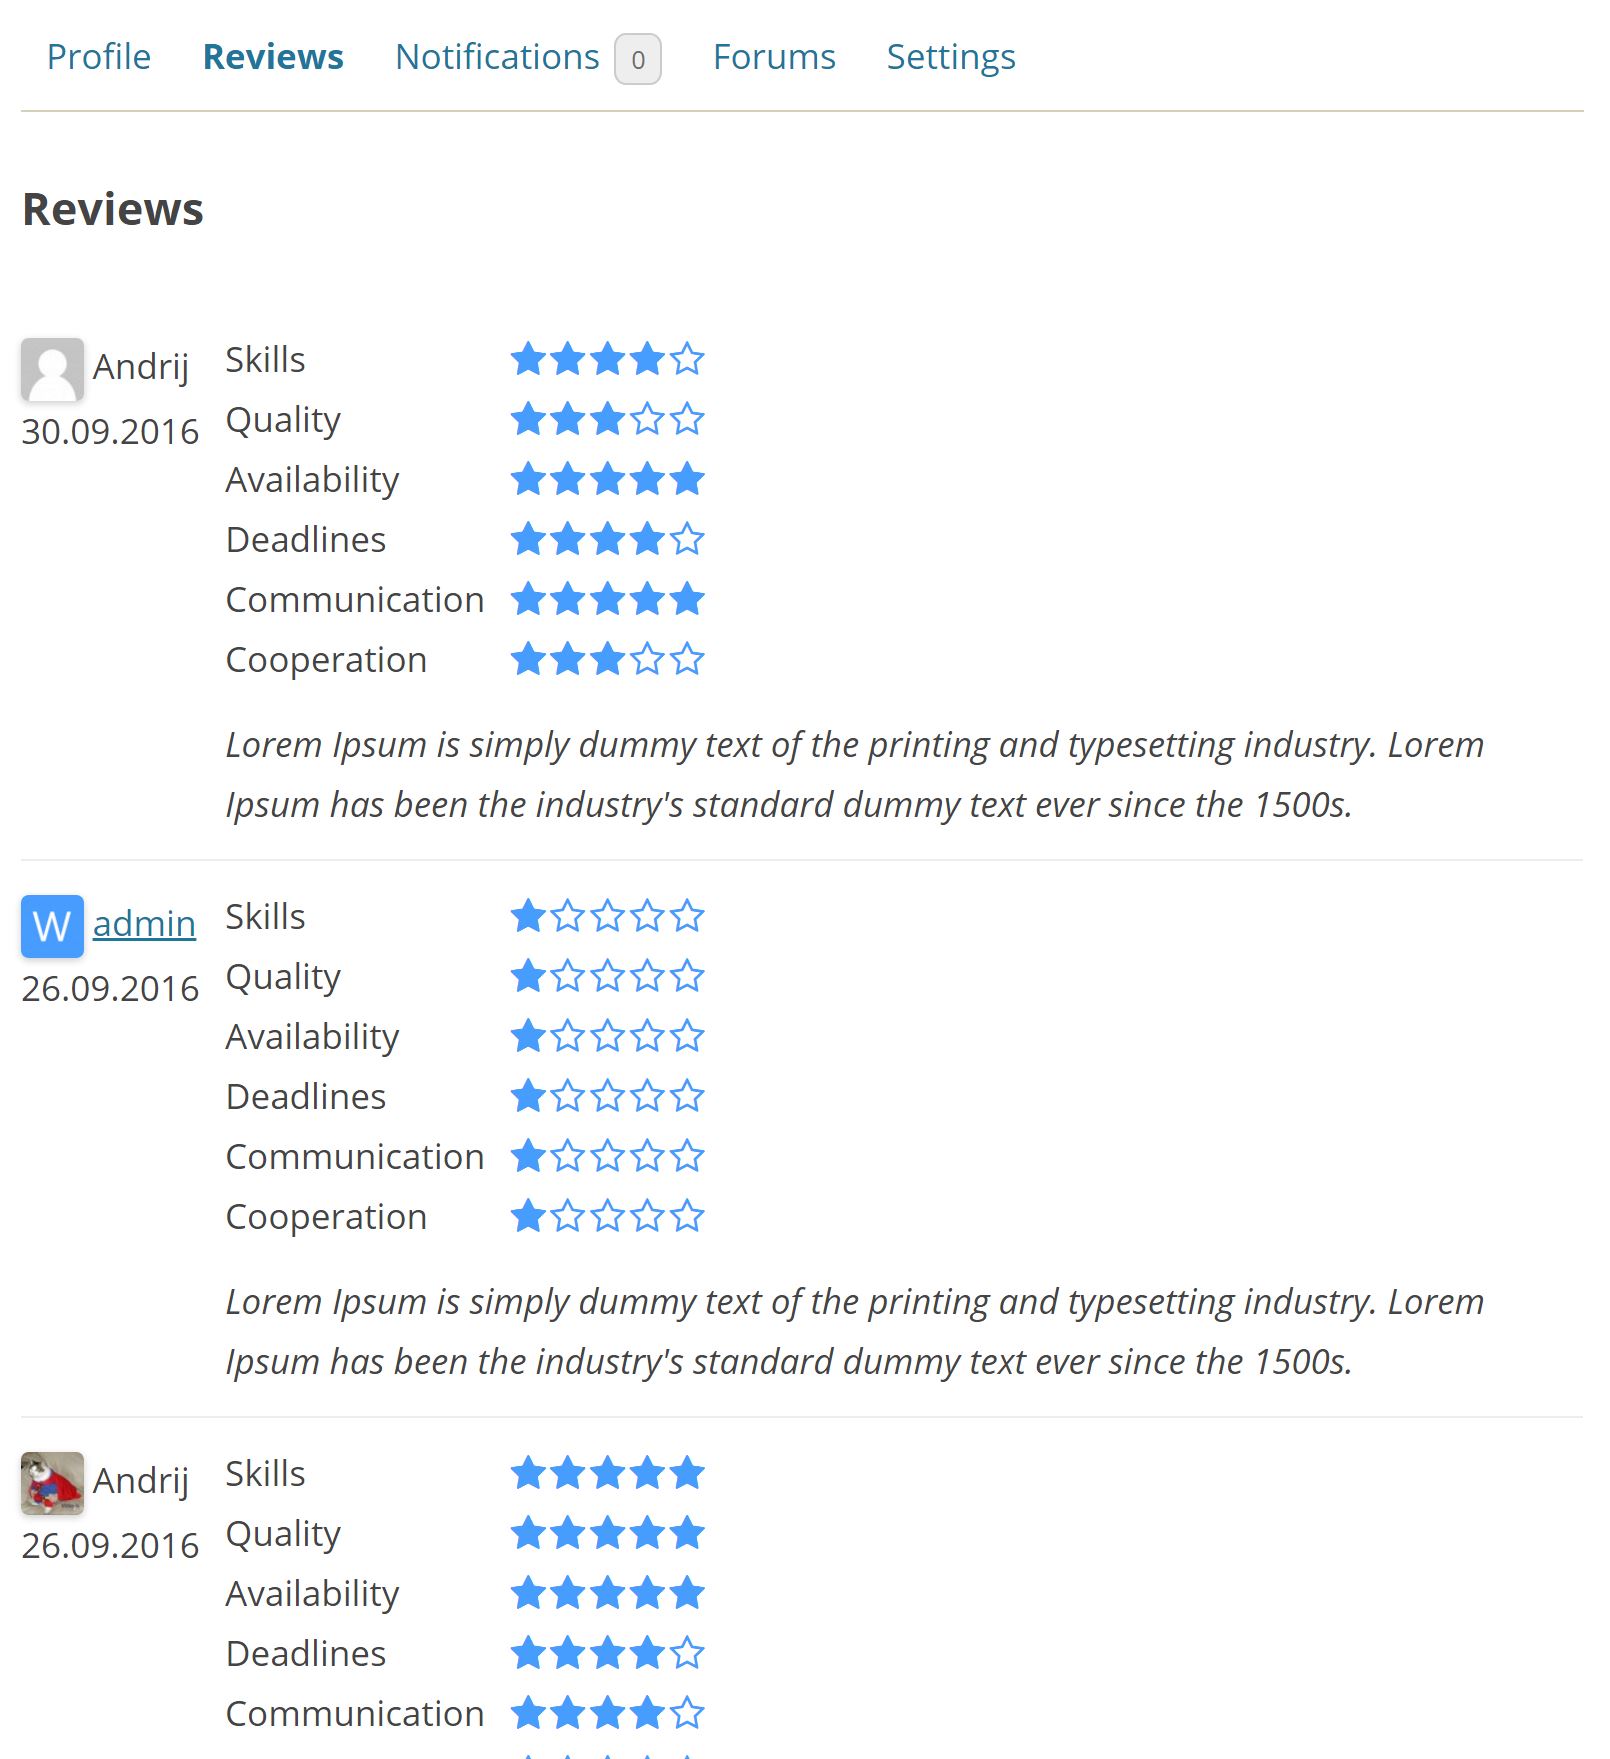 Profile Reviews Notifications 0 Forums Settings
Reviews
Andrij
30.09.2016
Skills
Quality
Availability
Deadlines
Communication
Cooperation
Lorem Ipsum is simply dummy text of the printing and typesetting industry. Lorem
Ipsum has been the industry's standard dummy text ever since the 1500s.
W admin
26.09.2016
Skills
Quality
Availability
Deadlines
Communication
Cooperation
Lorem Ipsum is simply dummy text of the printing and typesetting industry. Lorem
Ipsum has been the industry's standard dummy text ever since the 1500s.
Andrij
26.09.2016
Skills
Quality
Availability
Deadlines
Communication